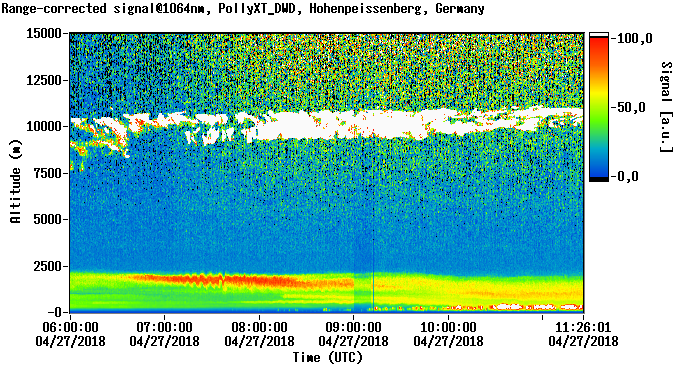 Range-corrected signal@1064nm, PollyXT_DWD, Hohenpeissenberg, Germany
15000
12500
10000
7500
5000
2500
0
Altitude (m)
100,0
50,0
0,0
Signal [a.u.]
06:00:00 07:00:00 08:00:00 09:00:00 10:00:00 11:26:01
04/27/2018 04/27/2018 04/27/2018 04/27/2018 04/27/2018 04/27/2018
Time (UTC)